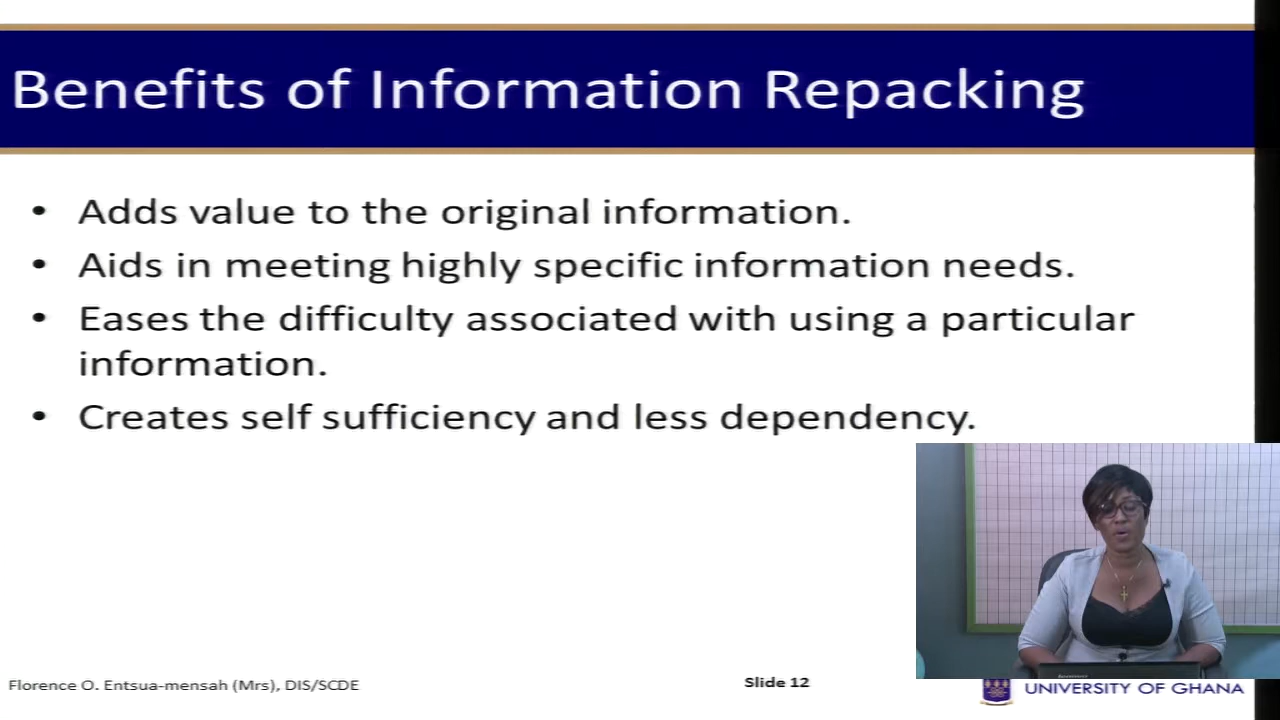 Benefits of Information Repacking
• Adds value to the original information.
• Aids in meeting highly specific information needs.
• Eases the difficulty associated with using a particular
information.
• Creates self sufficiency and less dependency.
Florence O. Entsua-mensah (Mrs), DIS/SCDE
Slide 12
UNIVERSITY OF GHANA